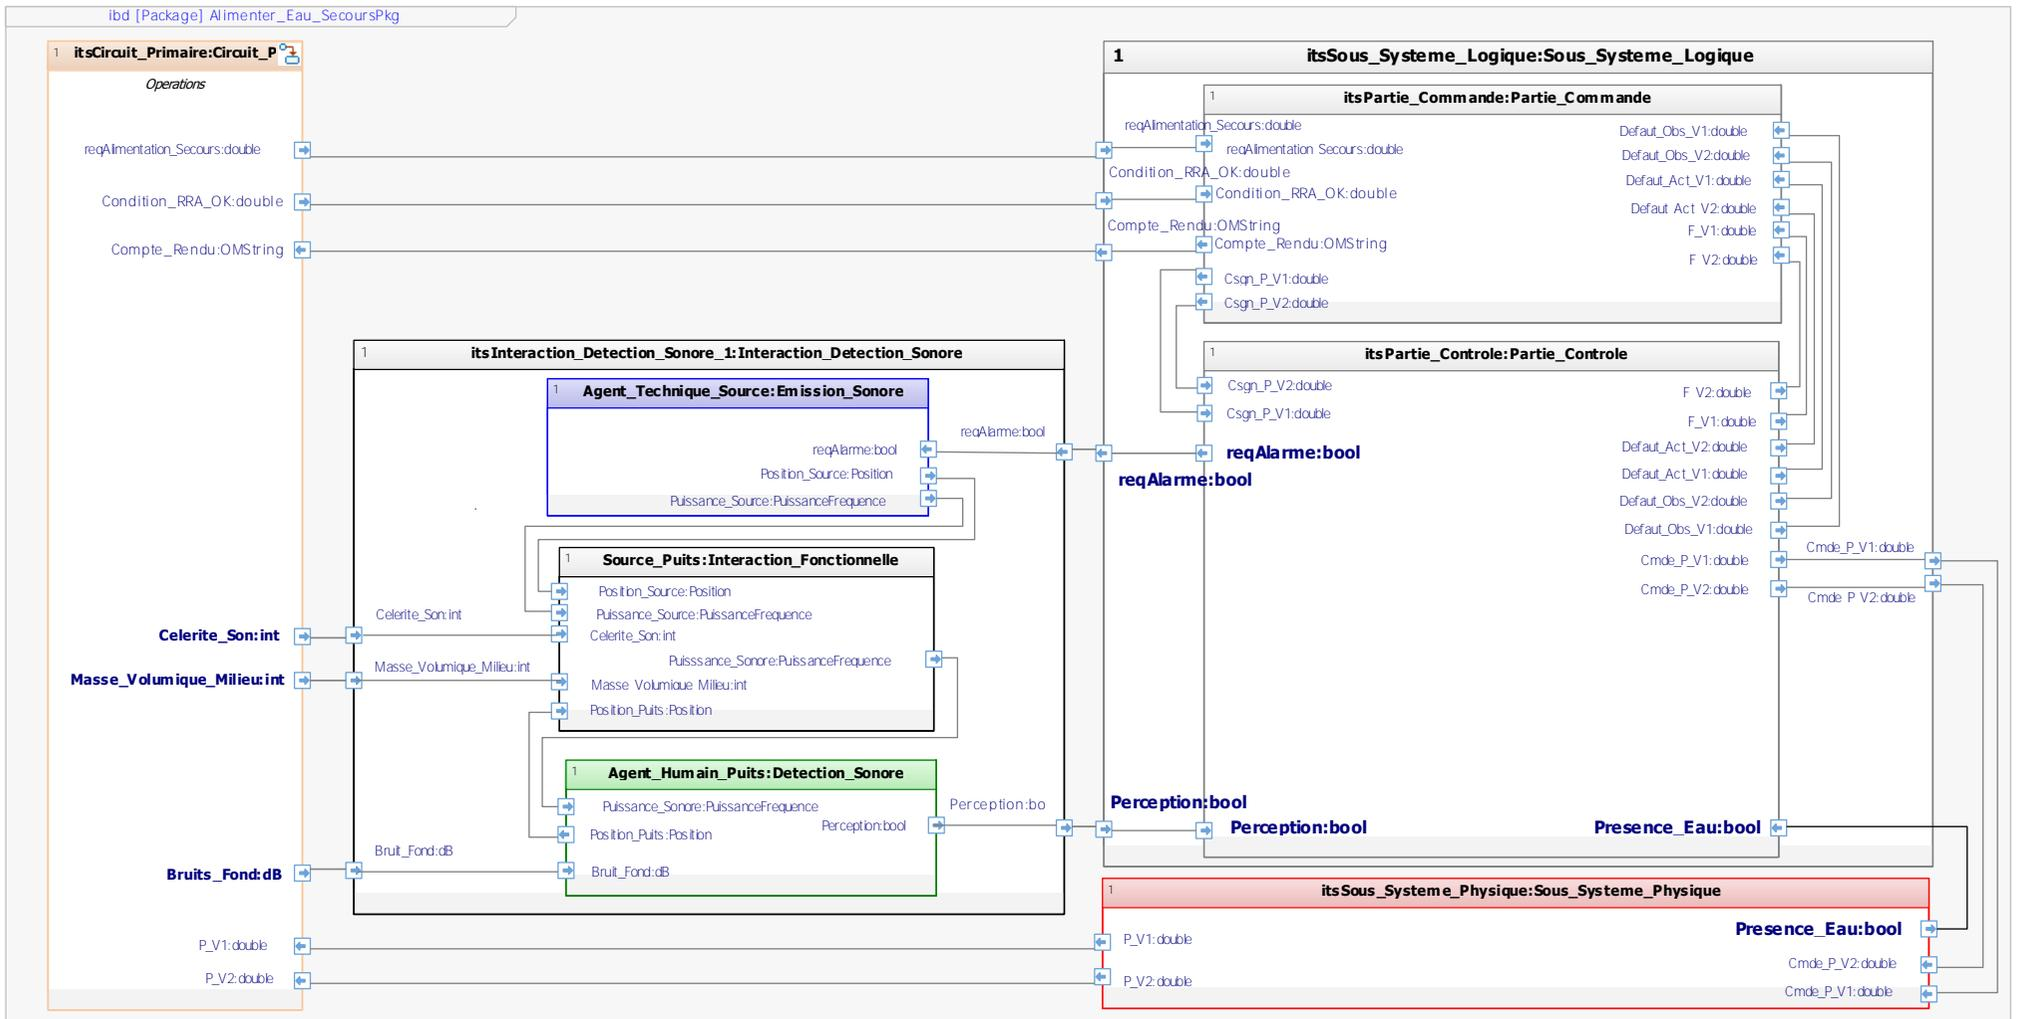 ibd [Package] Alimenter_Eau_SecoursPkg
1 itsCircuit_Primaire:Circuit_P
Operations
reqAlimentation_Secours:double
Condition_RRA_OK:double
Compte_Rendu:OMString
Celerite_Son:int
Masse_Volumique_Milieu:int
Bruits_Fond:dB
P_V1:double
P_V2:double
1 itsInteraction_Detection_Sonore_1:Interaction_Detection_Sonore
1 Agent_Technique_Source:Emission_Sonore
reqAlarme:bool
Position_Source:Position
Puissance_Source:PuissanceFrequence
reqAlarme:bool
1 Source_Puits:Interaction_Fonctionnelle
Position_Source:Position
Puissance_Source:PuissanceFrequence
Celerite_Son:int
Celerite_Son:int
Puisssance_Sonore:PuissanceFrequence
Masse_Volumique_Milieu:int
Masse Volumique Milieu:int
Position_Puits:Position
1 Agent_Humain_Puits:Detection_Sonore
Puissance_Sonore:PuissanceFrequence
Perception:bool
Position_Puits:Position
Perception:bo
Bruit_Fond:dB
Bruit_Fond:dB
1 itsSous_Systeme_Logique:Sous_Systeme_Logique
1 itsPartie_Commande:Partie_Commande
reqAlimentation_Secours:double
reqAlimentation Secours:double
Condition_RRA_OK:double
Condition_RRA_OK:double
Compte_Rendu:OMString
Compte_Rendu:OMString
Csgn_P_V1:double
Csgn_P_V2:double
Defaut_Obs_V1:double
Defaut_Obs_V2:double
Defaut_Act_V1:double
Defaut Act V2:double
F_V1:double
F V2:double
1 itsPartie_Controle:Partie_Controle
Csgn_P_V2:double
Csgn_P_V1:double
reqAlarme:bool
reqAlarme:bool
F V2:double
F_V1:double
Defaut_Act_V2:double
Defaut_Act_V1:double
Defaut_Obs_V2:double
Defaut_Obs_V1:double
Cmde_P_V1:double
Cmde_P_V1:double
Cmde_P_V2:double
Cmde P V2:double
Perception:bool
Perception:bool
Presence_Eau:bool
1 itsSous_Systeme_Physique:Sous_Systeme_Physique
Presence_Eau:bool
P_V1:double
Cmde_P_V2:double
P_V2:double
Cmde_P_V1:double